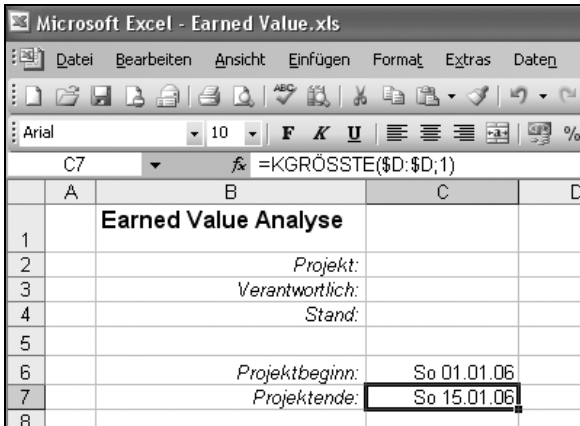 Microsoft Excel - Earned Value.xls
Datei Bearbeiten Ansicht Einfügen Format Extras Daten
ABC
Arial 10 F K U %
C7 fx =KGRÖSSTE($D:$D;1)
A B C D
1 Earned Value Analyse
2 Projekt:
3 Verantwortlich:
4 Stand:
5
6 Projektbeginn: So 01.01.06
7 Projektende: So 15.01.06
8